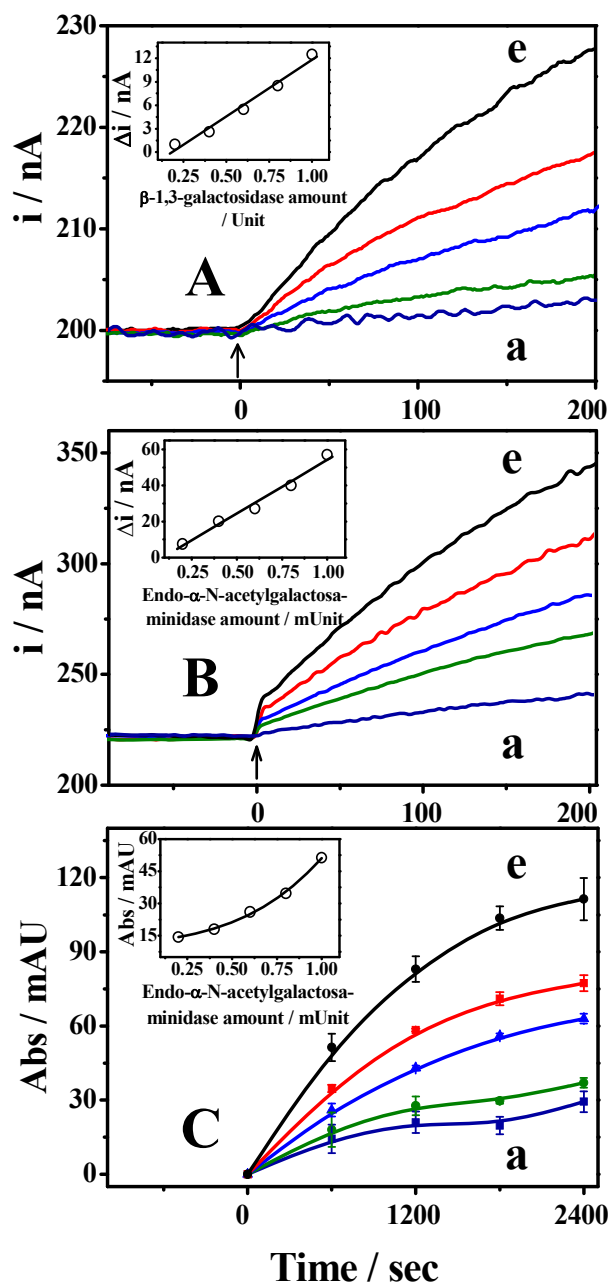 230
220
210
200
i / nA
12
9
6
3
0
Δi / nA
0.25 0.50 0.75 1.00
β-1,3-galactosidase amount
/ Unit
e
A
a
0 100 200
350
300
250
200
i / nA
60
40
20
0
Δi / nA
0.25 0.50 0.75 1.00
Endo-α-N-acetylgalactosa-
minidase amount / mUnit
e
B
a
0 100 200
120
90
60
30
0
Abs / mAU
60
45
30
15
Abs / mAU
0.25 0.50 0.75 1.00
Endo-α-N-acetylgalactosa-
minidase amount / mUnit
e
C
a
0 1200 2400
Time / sec